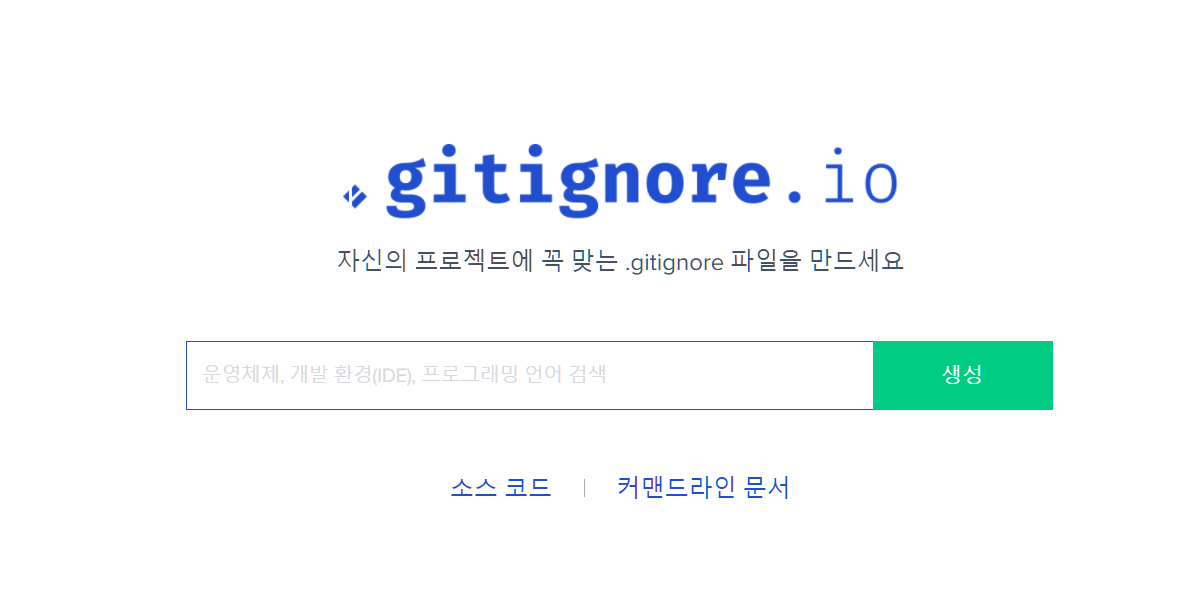 .gitignore.io
자신의 프로젝트에 꼭 맞는 .gitignore 파일을 만드세요
운영체제, 개발 환경(IDE), 프로그래밍 언어 검색
생성
소스 코드 | 커맨드라인 문서